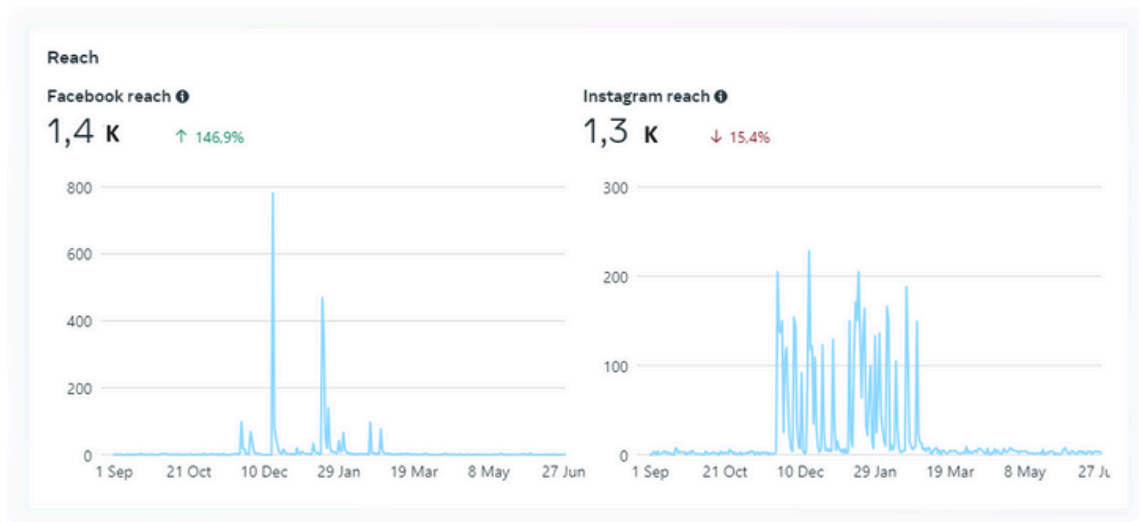 Reach
Facebook reach
1,4 K ↑ 146,9%
800
600
400
200
0
1 Sep 21 Oct 10 Dec 29 Jan 19 Mar 8 May 27 Jun
Instagram reach
1,3 K ↓ 15,4%
300
200
100
0
1 Sep 21 Oct 10 Dec 29 Jan 19 Mar 8 May 27 Ju